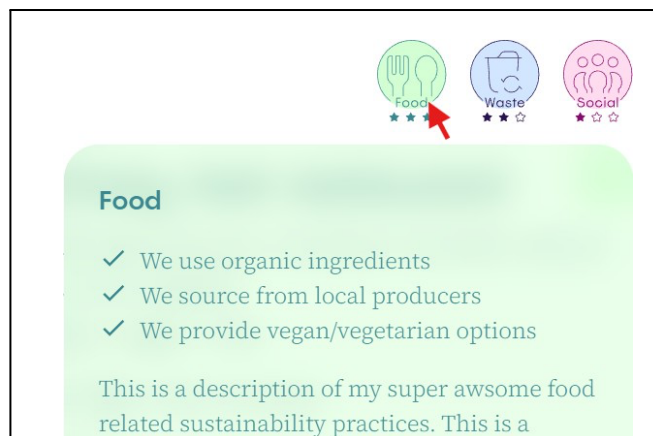 Food Waste Social
Food
We use organic ingredients
We source from local producers
We provide vegan/vegetarian options
This is a description of my super awsome food
related sustainability practices. This is a